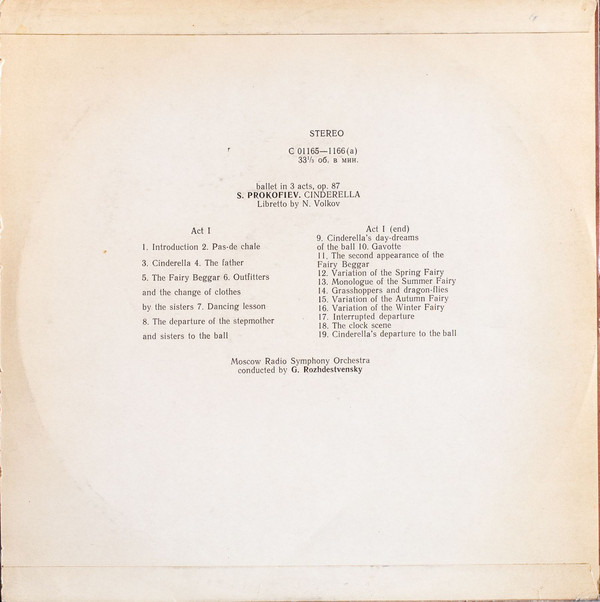 STEREO
С 01165—1166(а)
33⅓ об. в мин.
ballet in 3 acts, op. 87
S. PROKOFIEV. CINDERELLA
Libretto by N. Volkov
Act I
1. Introduction 2. Pas-de chale
3. Cinderella 4. The father
5. The Fairy Beggar 6. Outfitters
and the change of clothes
by the sisters 7. Dancing lesson
8. The departure of the stepmother
and sisters to the ball
Act I (end)
9. Cinderella's day-dreams
of the ball 10. Gavotte
11. The second appearance of the
Fairy Beggar
12. Variation of the Spring Fairy
13. Monologue of the Summer Fairy
14. Grasshoppers and dragon-flies
15. Variation of the Autumn Fairy
16. Variation of the Winter Fairy
17. Interrupted departure
18. The clock scene
19. Cinderella's departure to the ball
Moscow Radio Symphony Orchestra
conducted by G. Rozhdestvensky